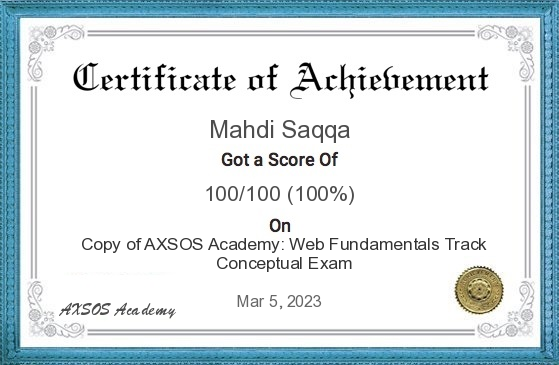 Certificate of Achievement
Mahdi Saqqa
Got a Score Of
100/100 (100%)
On
Copy of AXSOS Academy: Web Fundamentals Track
Conceptual Exam
Mar 5, 2023
AXSOS Academy